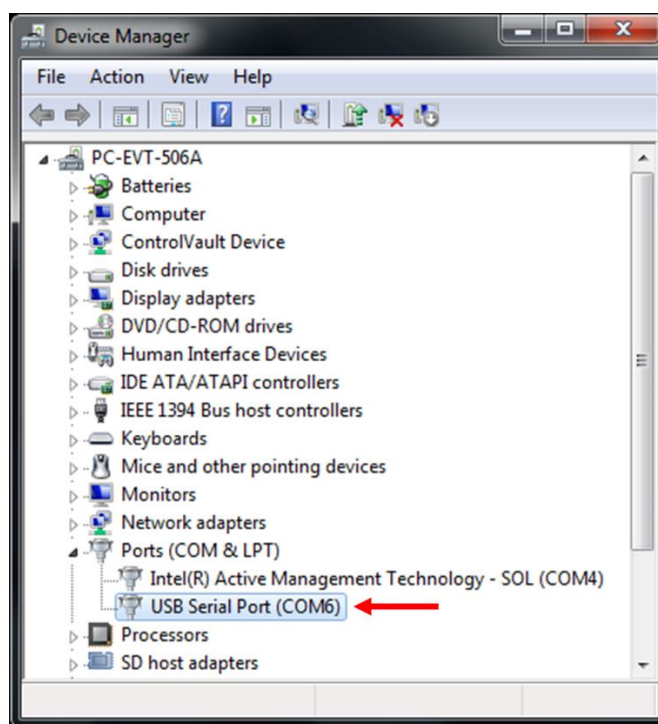 Device Manager
File Action View Help
PC-EVT-506A
Batteries
Computer
ControlVault Device
Disk drives
Display adapters
DVD/CD-ROM drives
Human Interface Devices
IDE ATA/ATAPI controllers
IEEE 1394 Bus host controllers
Keyboards
Mice and other pointing devices
Monitors
Network adapters
Ports (COM & LPT)
Intel(R) Active Management Technology - SOL (COM4)
USB Serial Port (COM6)
Processors
SD host adapters